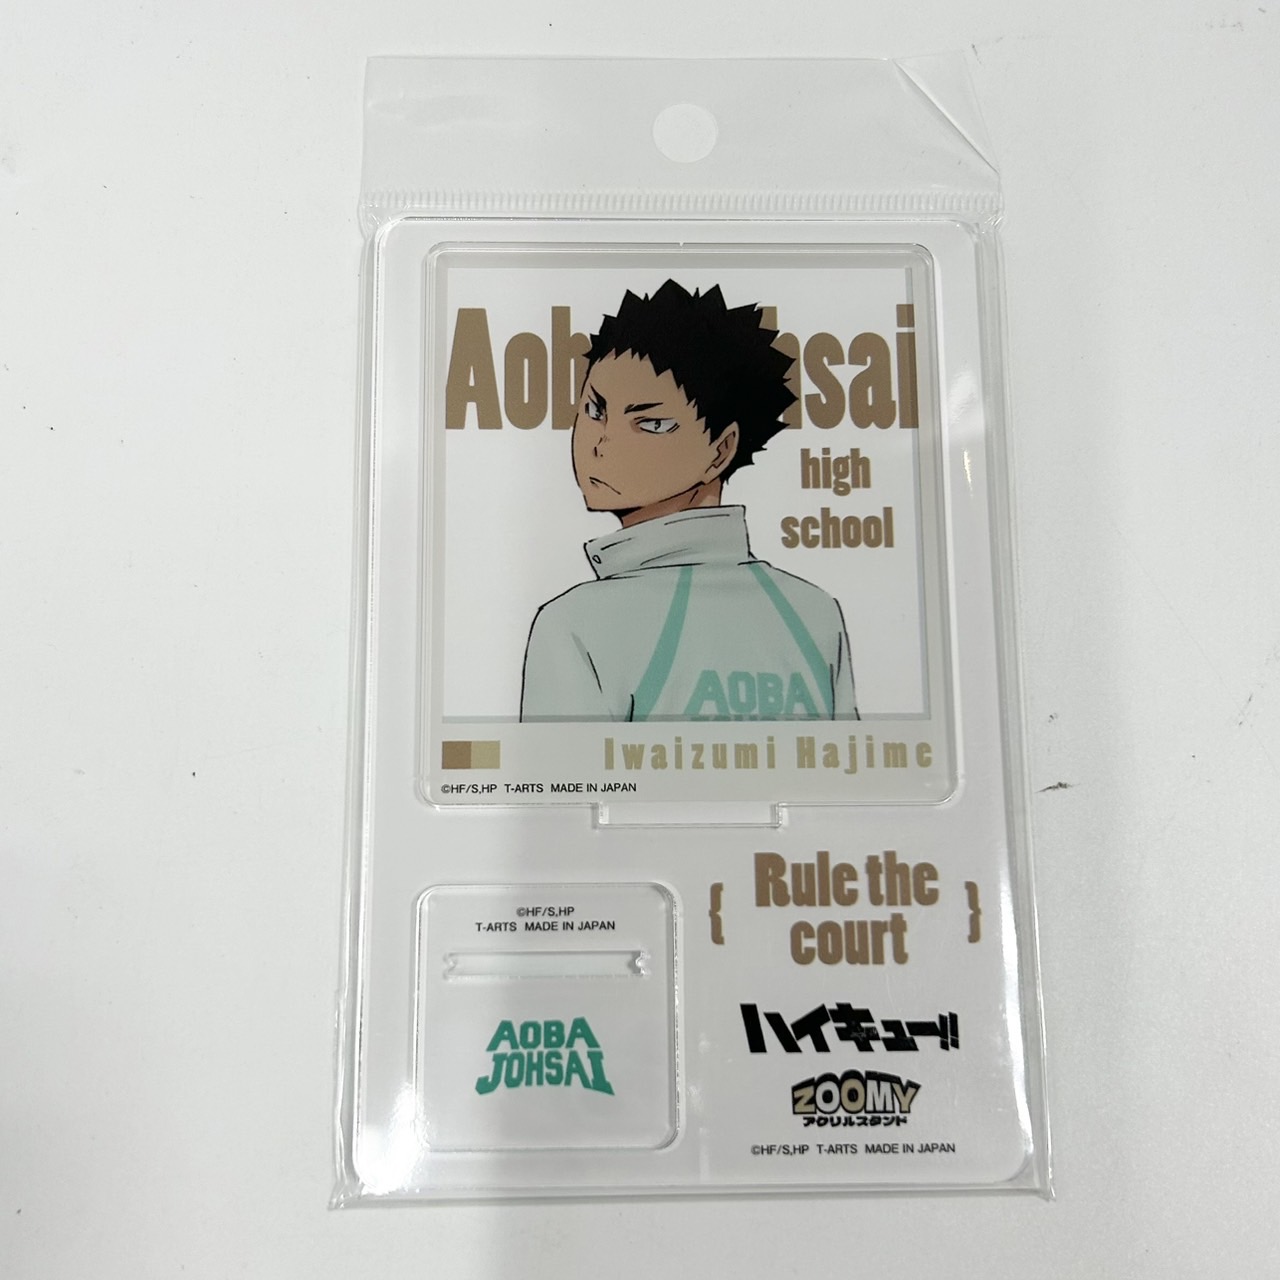 Aob hsai
high
school
AOBA
JOHSAI
Iwaizumi Hajime
©HF/S,HP T-ARTS MADE IN JAPAN
Rule the
{ court }
©HF/S,HP
T-ARTS MADE IN JAPAN
AOBA
JOHSAI
ハイキュー!!
ZOOMY
アクリルスタンド
©HF/S,HP T-ARTS MADE IN JAPAN